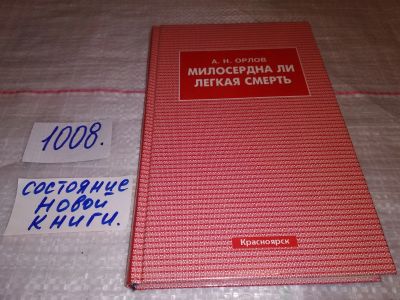 А. Н. ОРЛОВ
МИЛОСЕРДНА ЛИ
ЛЕГКАЯ СМЕРТЬ
Красноярск
1008.
состояние
новой
книги.